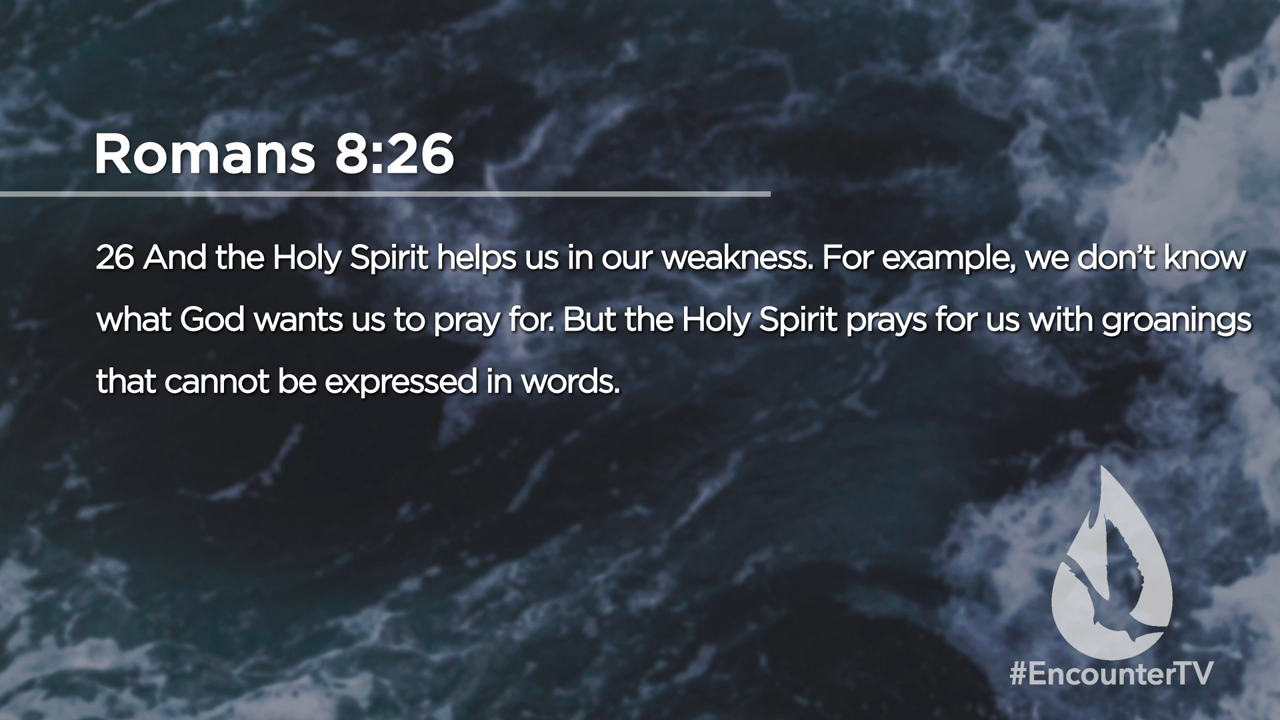 Romans 8:26
26 And the Holy Spirit helps us in our weakness. For example, we don’t know
what God wants us to pray for. But the Holy Spirit prays for us with groanings
that cannot be expressed in words.
#EncounterTV